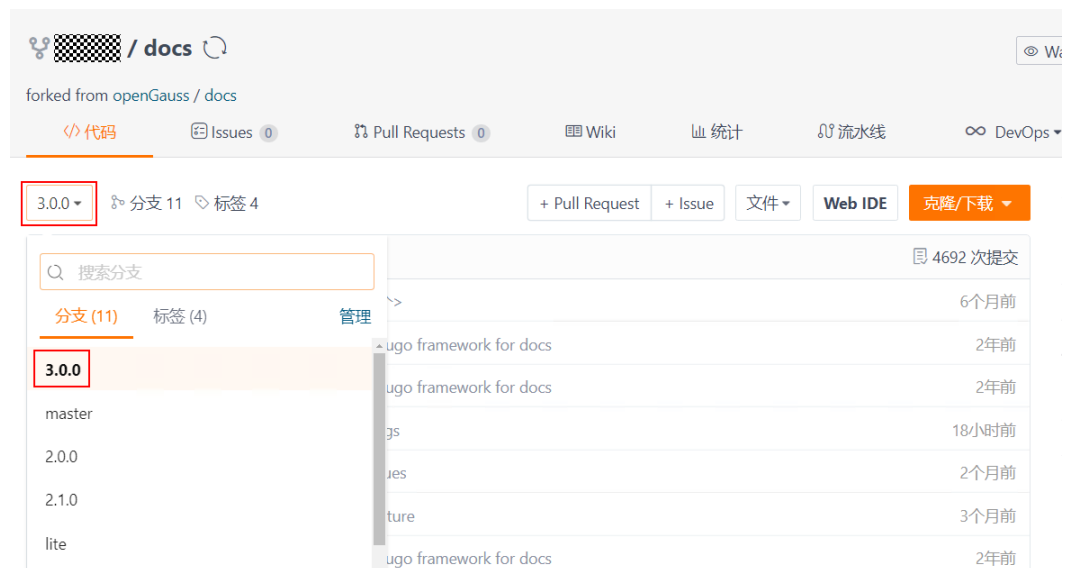 / docs
Wa
forked from openGauss / docs
代码 Issues 0 Pull Requests 0 Wiki 统计 流水线 DevOps
3.0.0 分支 11 标签 4 + Pull Request + Issue 文件 Web IDE 克隆/下载
搜索分支
4692 次提交
分支 (11) 标签 (4) 管理
6个月前
3.0.0
ugo framework for docs 2年前
master
ugo framework for docs 2年前
gs 18小时前
2.0.0
ues 2个月前
2.1.0
ture 3个月前
lite
ugo framework for docs 2年前